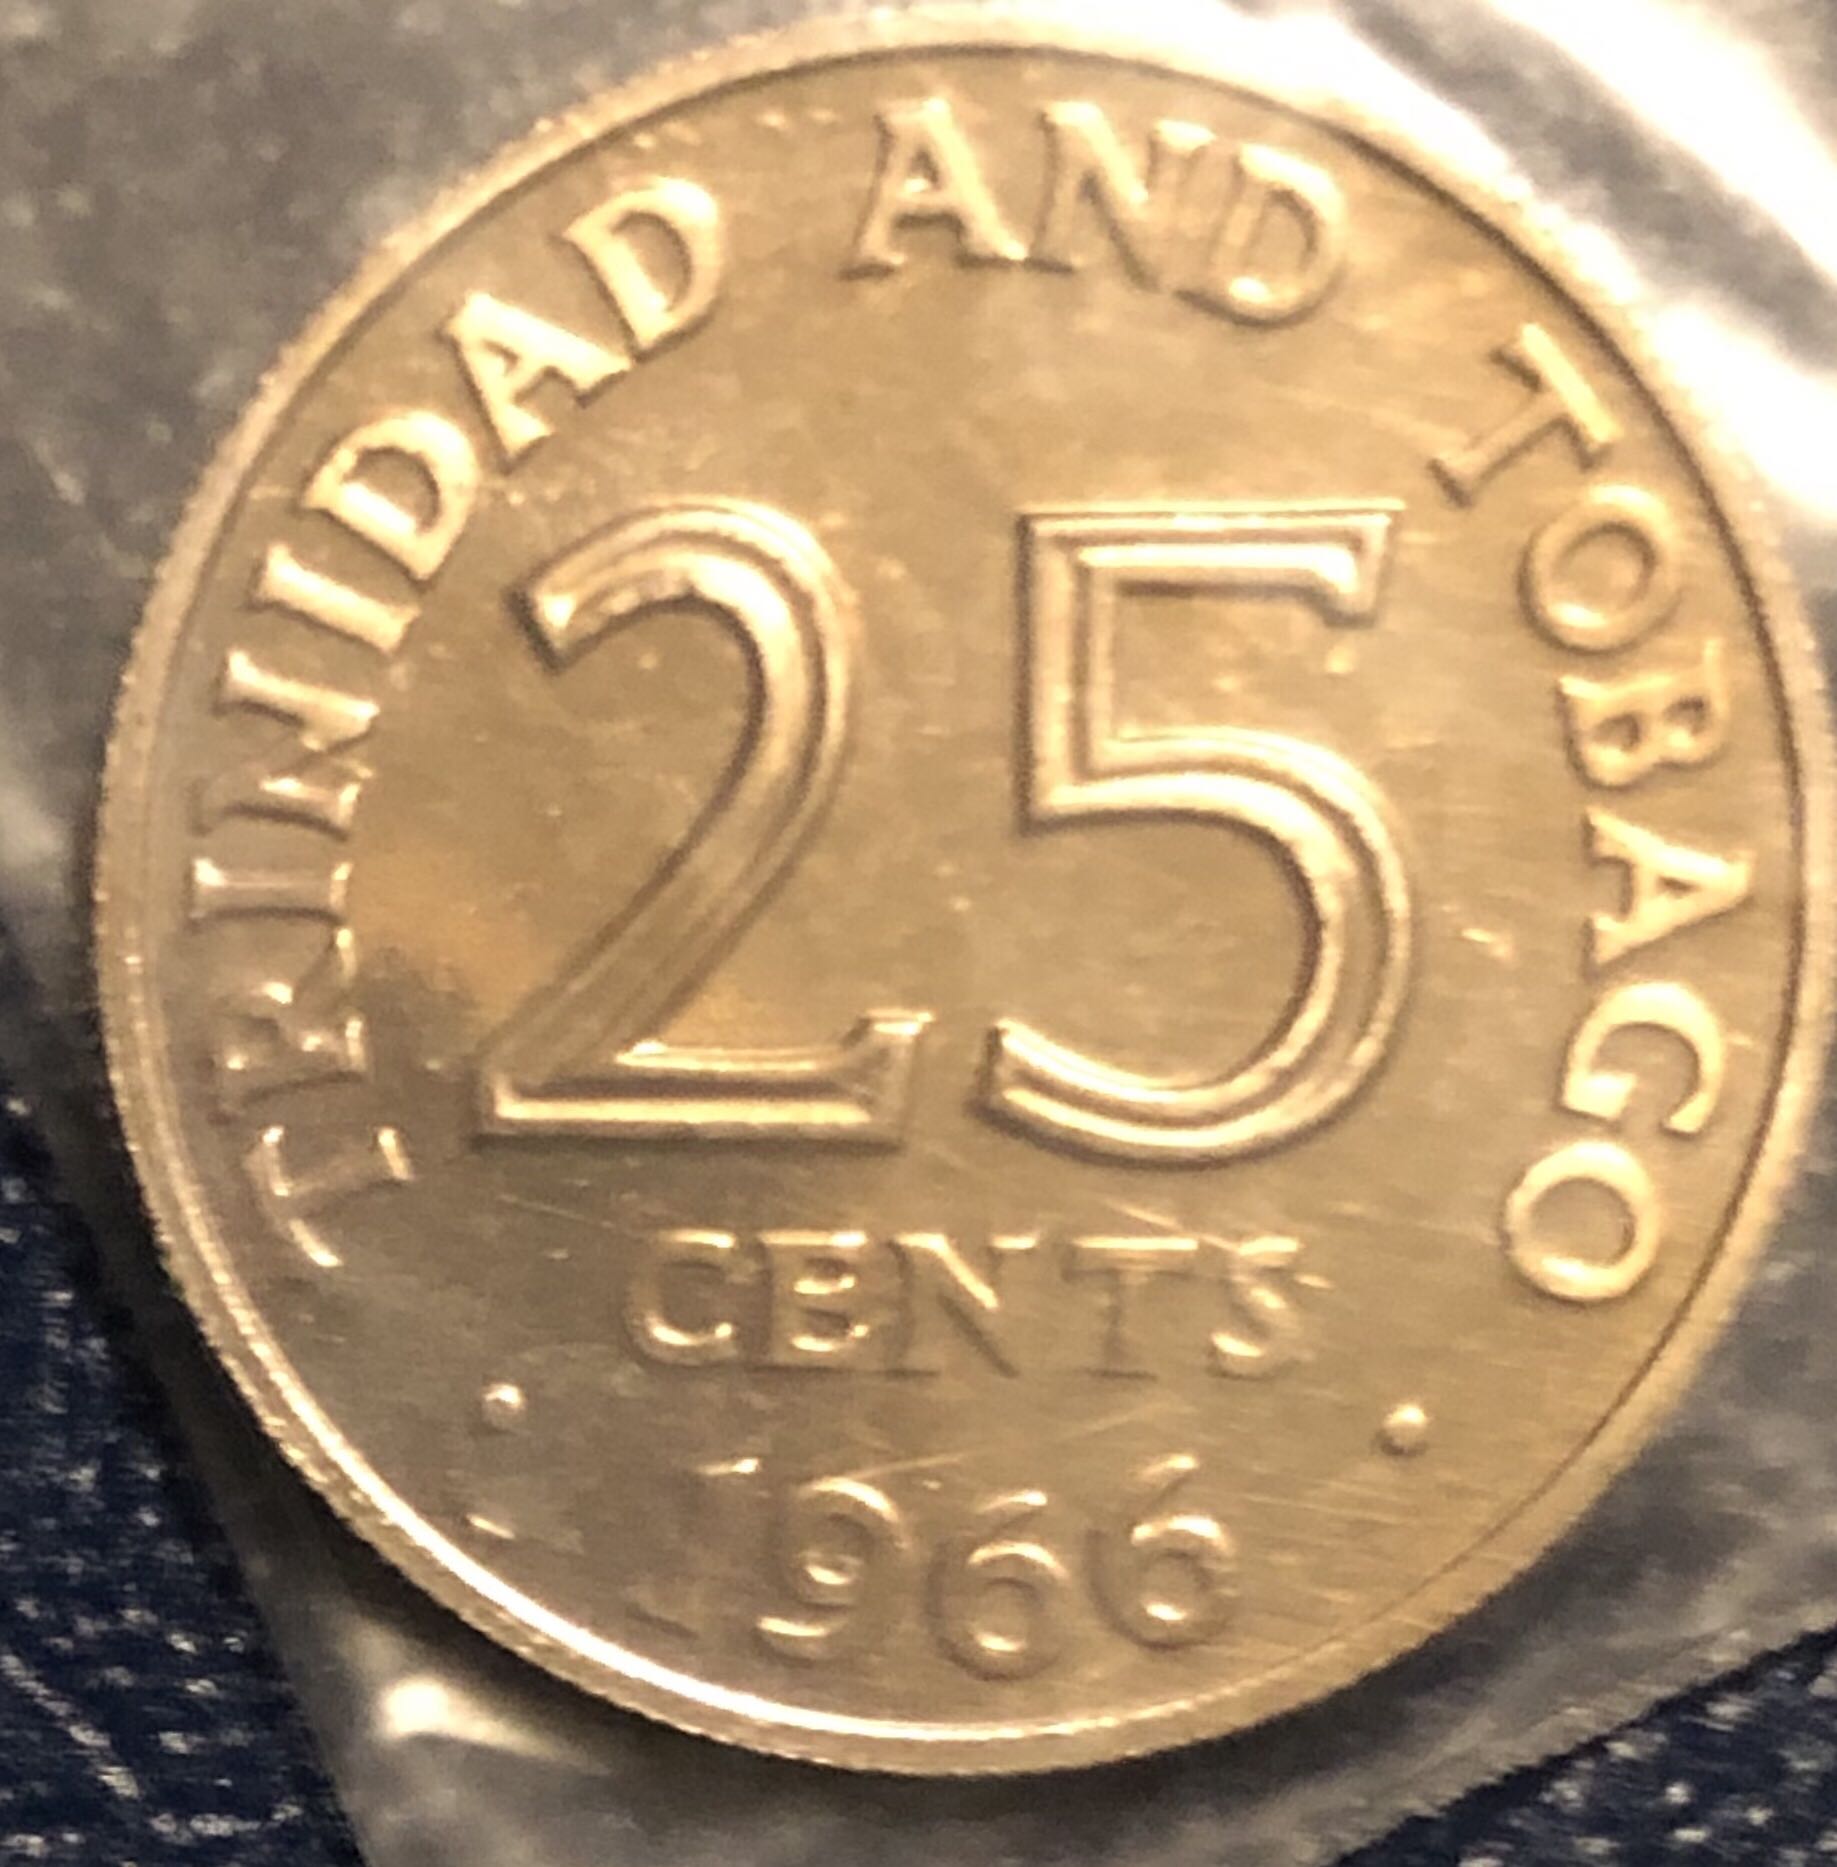 TRINIDAD AND TOBAGO
25
CENTS
1966